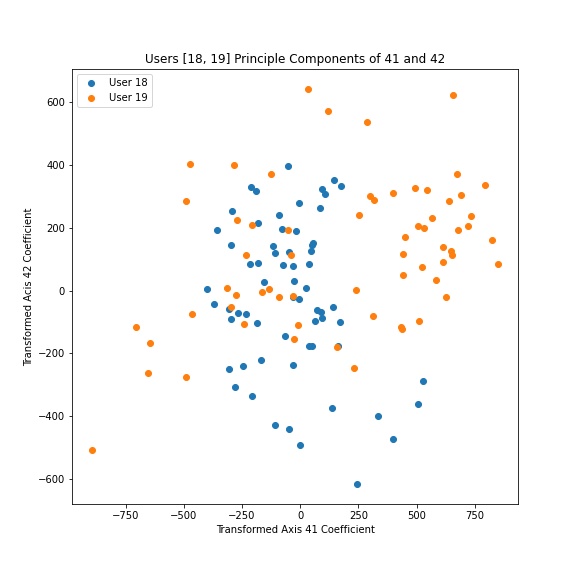 Users [18, 19] Principle Components of 41 and 42
User 18
User 19
Transformed Acis 42 Coefficient
600
400
200
0
−200
−400
−600
−750
−500
−250
0
250
500
750
Transformed Axis 41 Coefficient